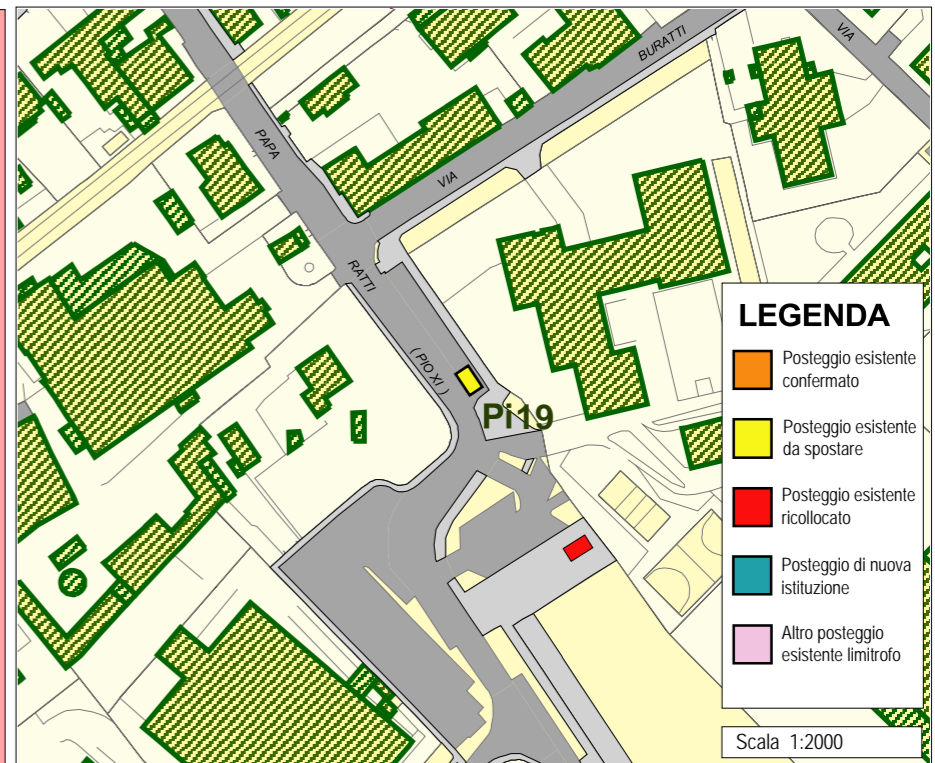 VIA
BURATTI
VIA
PAPA
RATTI
( PIO XI )
Pi19
LEGENDA
Posteggio esistente
confermato
Posteggio esistente
da spostare
Posteggio esistente
ricollocato
Posteggio di nuova
istituzione
Altro posteggio
esistente limitrofo
Scala 1:2000
VIA